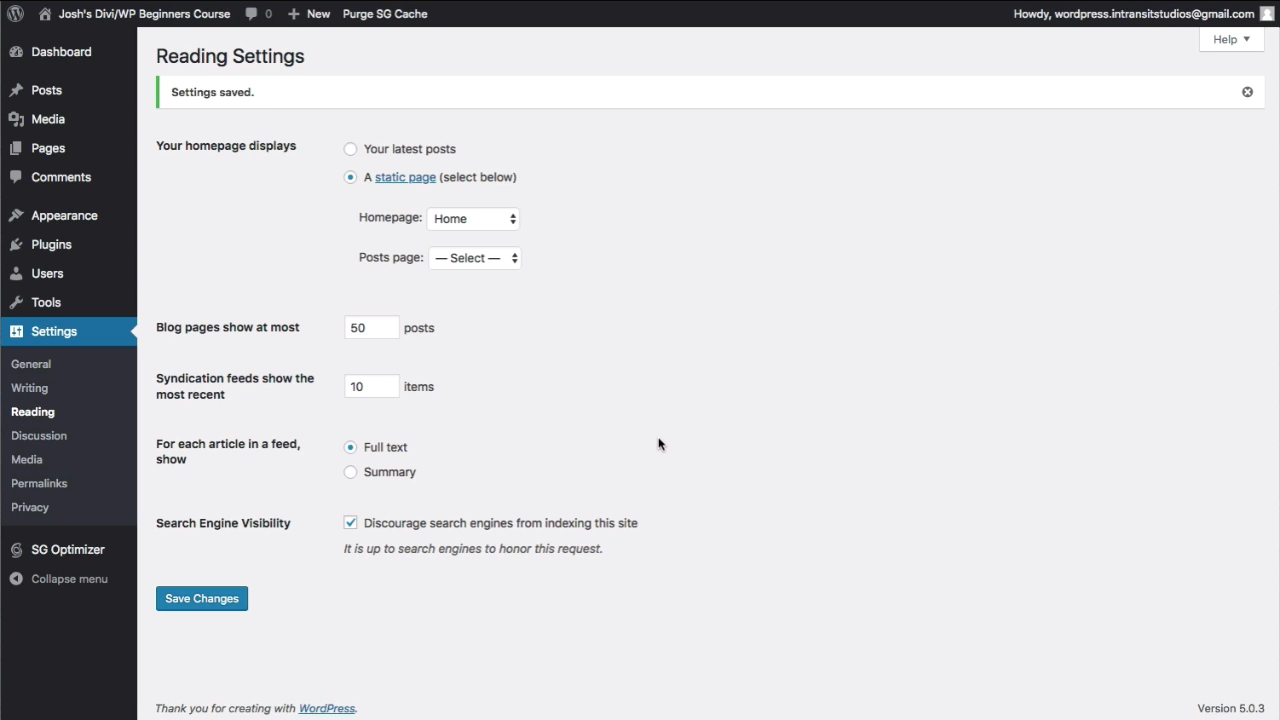 Josh's Divi/WP Beginners Course 0 New Purge SG Cache Howdy, wordpress.intransitstudios@gmail.com
Help
Dashboard
Posts
Media
Pages
Comments
Appearance
Plugins
Users
Tools
Settings
General
Writing
Reading
Discussion
Media
Permalinks
Privacy
SG Optimizer
Collapse menu
Reading Settings
Settings saved.
Your homepage displays
Your latest posts
A static page (select below)
Homepage: Home
Posts page: — Select —
Blog pages show at most 50 posts
Syndication feeds show the
most recent
10 items
For each article in a feed,
show
Full text
Summary
Search Engine Visibility
Discourage search engines from indexing this site
It is up to search engines to honor this request.
Save Changes
Thank you for creating with WordPress.
Version 5.0.3